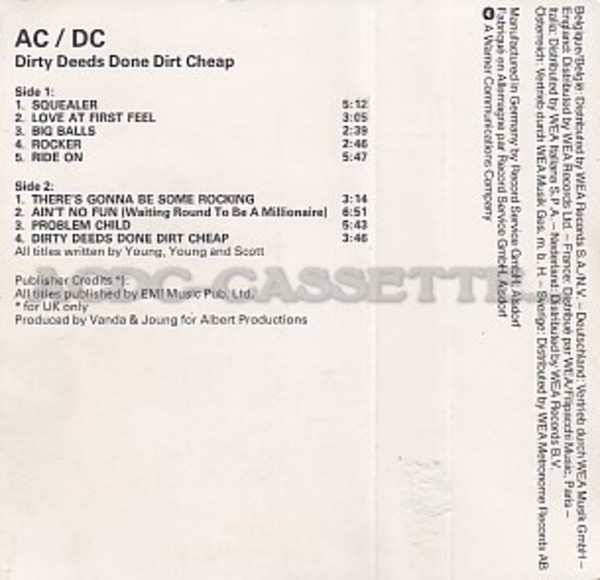 AC / DC
Dirty Deeds Done Dirt Cheap
Side 1:
1. SQUEALER 5:12
2. LOVE AT FIRST FEEL 3:05
3. BIG BALLS 2:39
4. ROCKER 2:46
5. RIDE ON 5:47
Side 2:
1. THERE'S GONNA BE SOME ROCKING 3:14
2. AIN'T NO FUN (Waiting Round To Be A Millionaire) 6:51
3. PROBLEM CHILD 5:43
4. DIRTY DEEDS DONE DIRT CHEAP 3:46
All titles written by Young, Young and Scott
Publisher Credits *):
All titles published by EMI Music Pub. Ltd.
* for UK only
Produced by Vanda & Joung for Albert Productions
Belgique/België: Distributed by WEA Records S.A./N.V. – Deutschland: Vertrieb durch WEA Musik GmbH –
England: Distributed by WEA Records Ltd. – France: Distribué par WEA/Filipacchi Music, Paris –
Italia: Distributed by WEA Italiana S.P.A. – Nederland: Distributed by WEA Records B.V.
Österreich: Vertrieb durch WEA Musik Ges. m. b. H. – Sverige: Distributed by WEA Metronome Records AB
Manufactured in Germany by Record Service GmbH, Alsdorf
Fabriqué en Allemagne par Record Service GmbH, Alsdorf
A Warner Communications Company